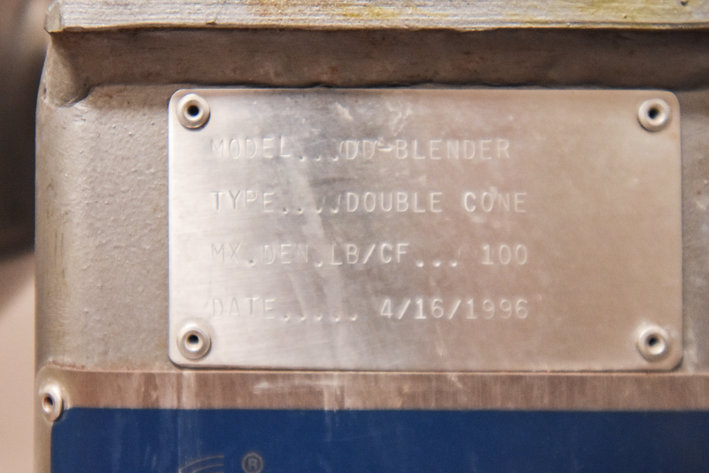 MODEL...DD-BLENDER
TYPE....DOUBLE CONE
MX.DEN.LB/CF... 100
DATE..... 4/16/1996
®